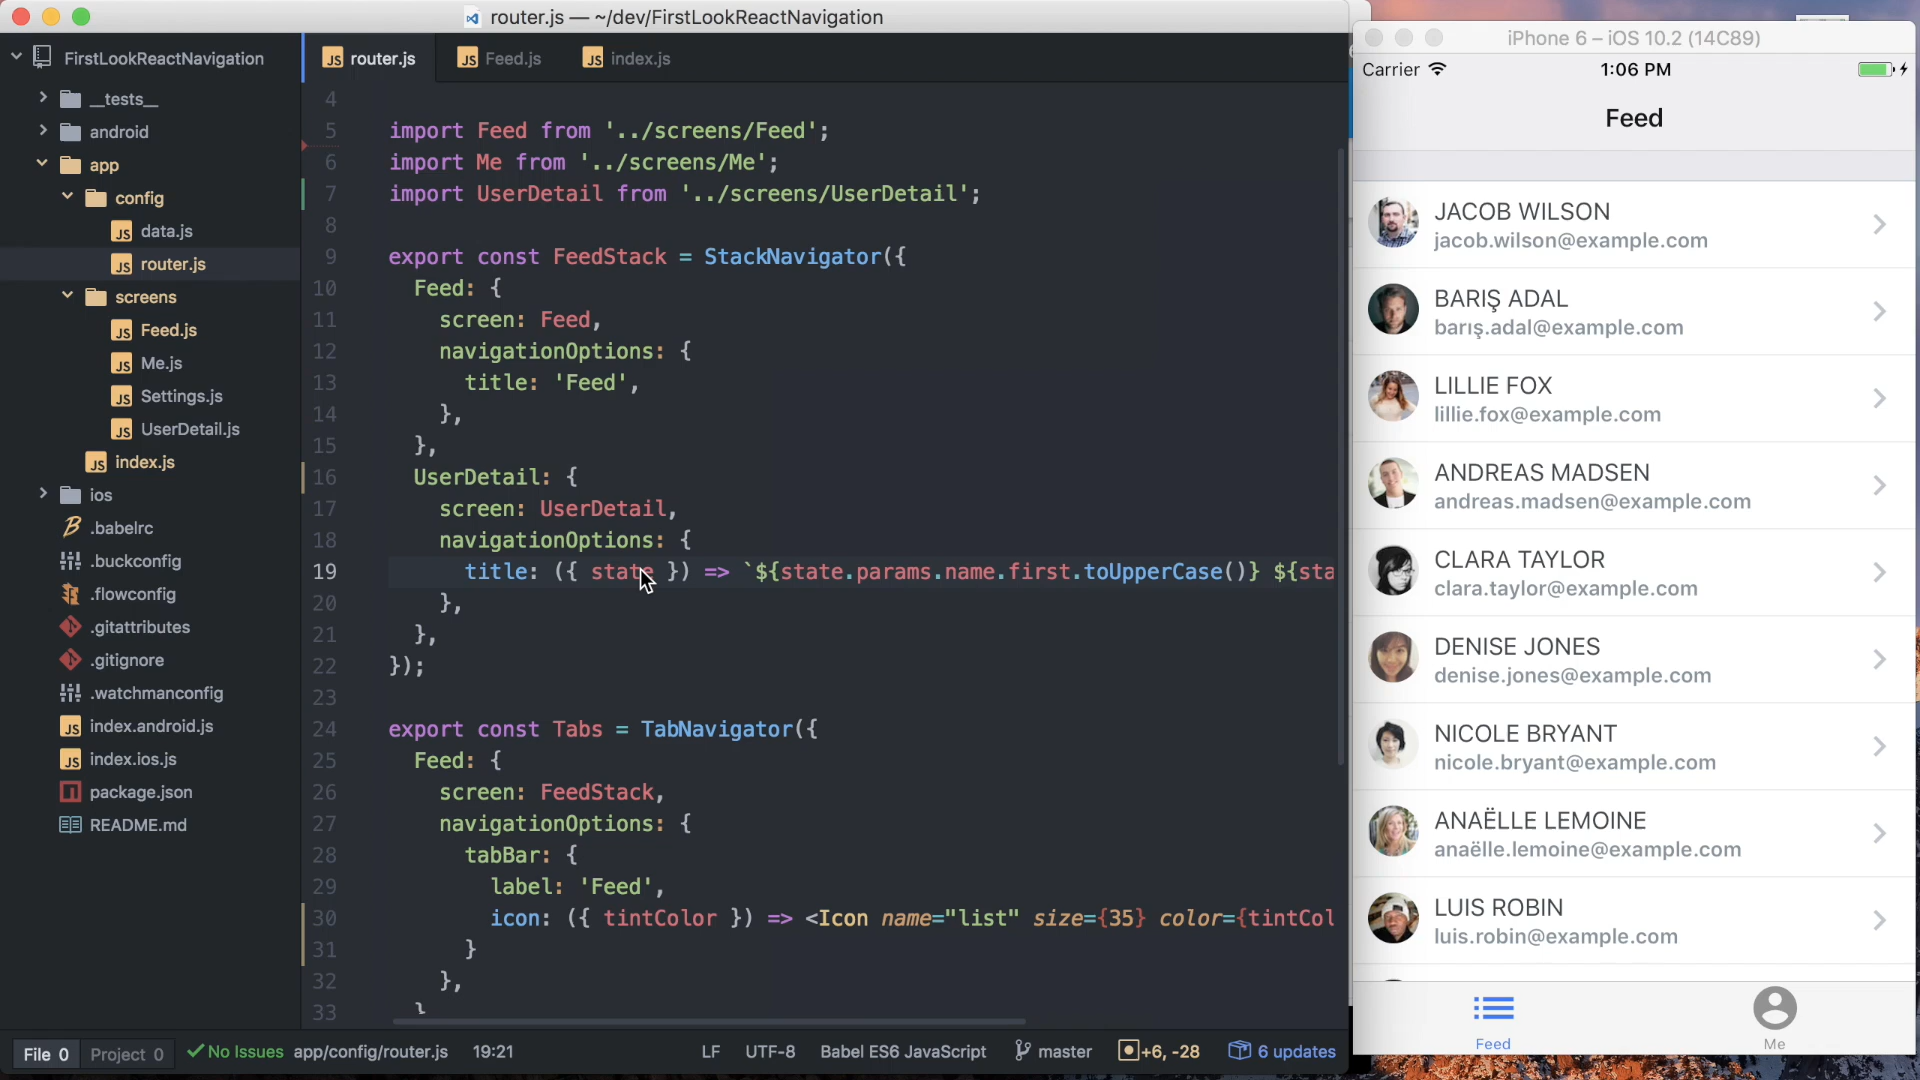 router.js — ~/dev/FirstLookReactNavigation
FirstLookReactNavigation
__tests__
android
app
config
data.js
router.js
screens
Feed.js
Me.js
Settings.js
UserDetail.js
index.js
ios
.babelrc
.buckconfig
.flowconfig
.gitattributes
.gitignore
.watchmanconfig
index.android.js
index.ios.js
package.json
README.md
router.js
Feed.js
index.js
4
5 import Feed from '../screens/Feed';
6 import Me from '../screens/Me';
7 import UserDetail from '../screens/UserDetail';
8
9 export const FeedStack = StackNavigator({
10 Feed: {
11 screen: Feed,
12 navigationOptions: {
13 title: 'Feed',
14 },
15 },
16 UserDetail: {
17 screen: UserDetail,
18 navigationOptions: {
19 title: ({ state }) => `${state.params.name.first.toUpperCase()} ${sta
20 },
21 },
22 });
23
24 export const Tabs = TabNavigator({
25 Feed: {
26 screen: FeedStack,
27 navigationOptions: {
28 tabBar: {
29 label: 'Feed',
30 icon: ({ tintColor }) => <Icon name="list" size={35} color={tintCol
31 }
32 },
33 }
File 0 Project 0 No Issues app/config/router.js 19:21 LF UTF-8 Babel ES6 JavaScript master +6, -28 6 updates
iPhone 6 – iOS 10.2 (14C89)
Carrier 1:06 PM
Feed
JACOB WILSON
jacob.wilson@example.com
BARIŞ ADAL
barış.adal@example.com
LILLIE FOX
lillie.fox@example.com
ANDREAS MADSEN
andreas.madsen@example.com
CLARA TAYLOR
clara.taylor@example.com
DENISE JONES
denise.jones@example.com
NICOLE BRYANT
nicole.bryant@example.com
ANAËLLE LEMOINE
anaëlle.lemoine@example.com
LUIS ROBIN
luis.robin@example.com
Feed Me